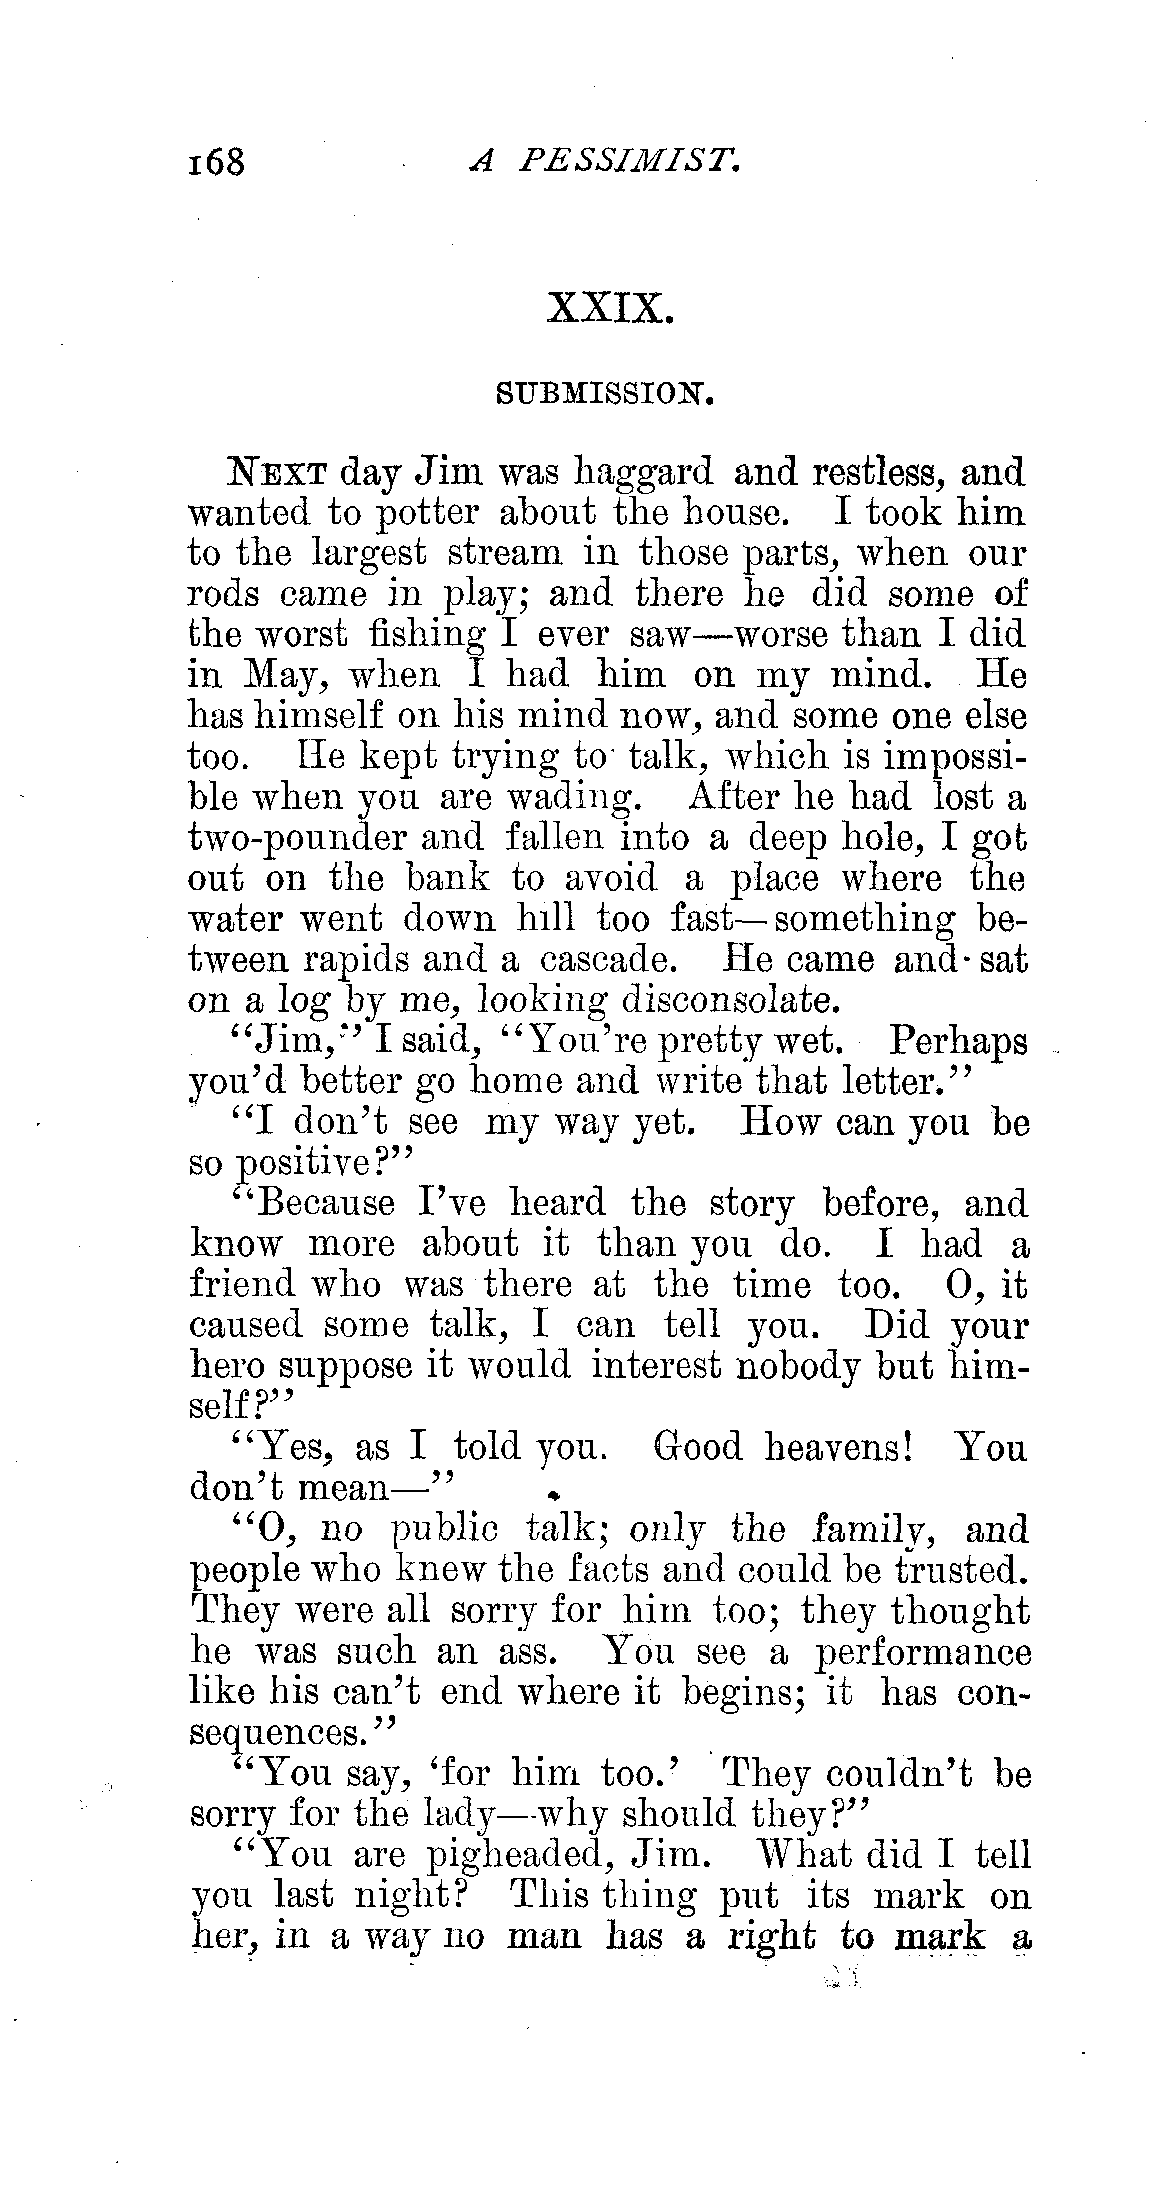 168 A PESSIMIST.
XXIX.
SUBMISSION.
NEXT day Jim was haggard and restless, and
wanted to potter about the house. I took him
to the largest stream in those parts, when our
rods came in play; and there he did some of
the worst fishing I ever saw—worse than I did
in May, when I had him on my mind. He
has himself on his mind now, and some one else
too. He kept trying to talk, which is impossi-
ble when you are wading. After he had lost a
two-pounder and fallen into a deep hole, I got
out on the bank to avoid a place where the
water went down hill too fast—something be-
tween rapids and a cascade. He came and sat
on a log by me, looking disconsolate.
“Jim,” I said, “You’re pretty wet. Perhaps
you’d better go home and write that letter.”
“I don’t see my way yet. How can you be
so positive?”
“Because I’ve heard the story before, and
know more about it than you do. I had a
friend who was there at the time too. O, it
caused some talk, I can tell you. Did your
hero suppose it would interest nobody but him-
self?”
“Yes, as I told you. Good heavens! You
don’t mean—”
“O, no public talk; only the family, and
people who knew the facts and could be trusted.
They were all sorry for him too; they thought
he was such an ass. You see a performance
like his can’t end where it begins; it has con-
sequences.”
“You say, ‘for him too.’ They couldn’t be
sorry for the lady—why should they?”
“You are pigheaded, Jim. What did I tell
you last night? This thing put its mark on
her, in a way no man has a right to mark a